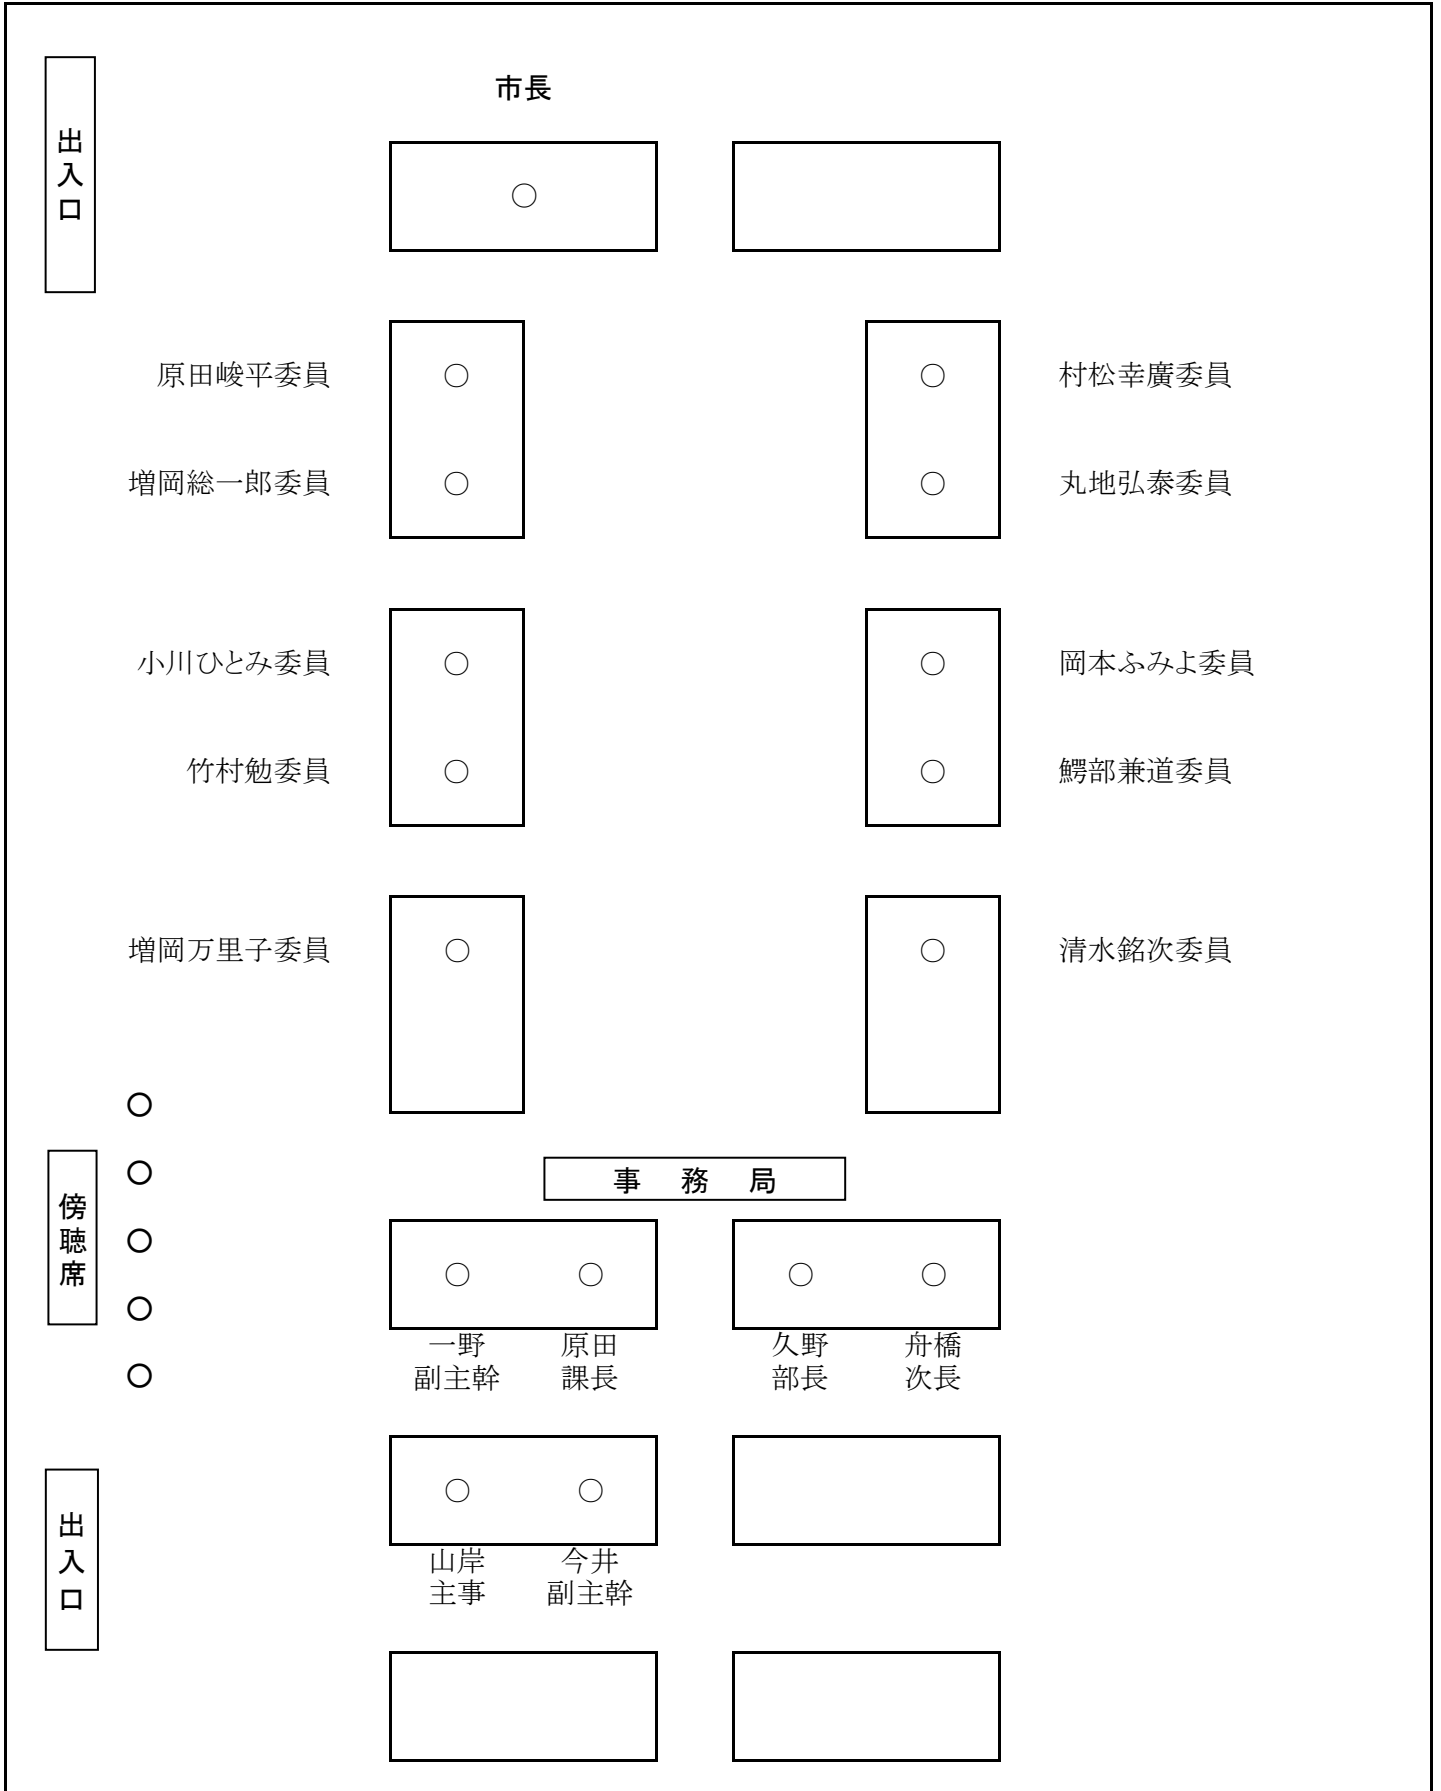 市長
出入口
○
原田峻平委員 ○ ○ 村松幸廣委員
増岡総一郎委員 ○ ○ 丸地弘泰委員
小川ひとみ委員 ○ ○ 岡本ふみよ委員
竹村勉委員 ○ ○ 鰐部兼道委員
増岡万里子委員 ○ ○ 清水銘次委員
○
○
○
○
○
傍聴席
事務局
○ ○ ○ ○
一野 原田 久野 舟橋
副主幹 課長 部長 次長
○ ○
山岸 今井
主事 副主幹
出入口